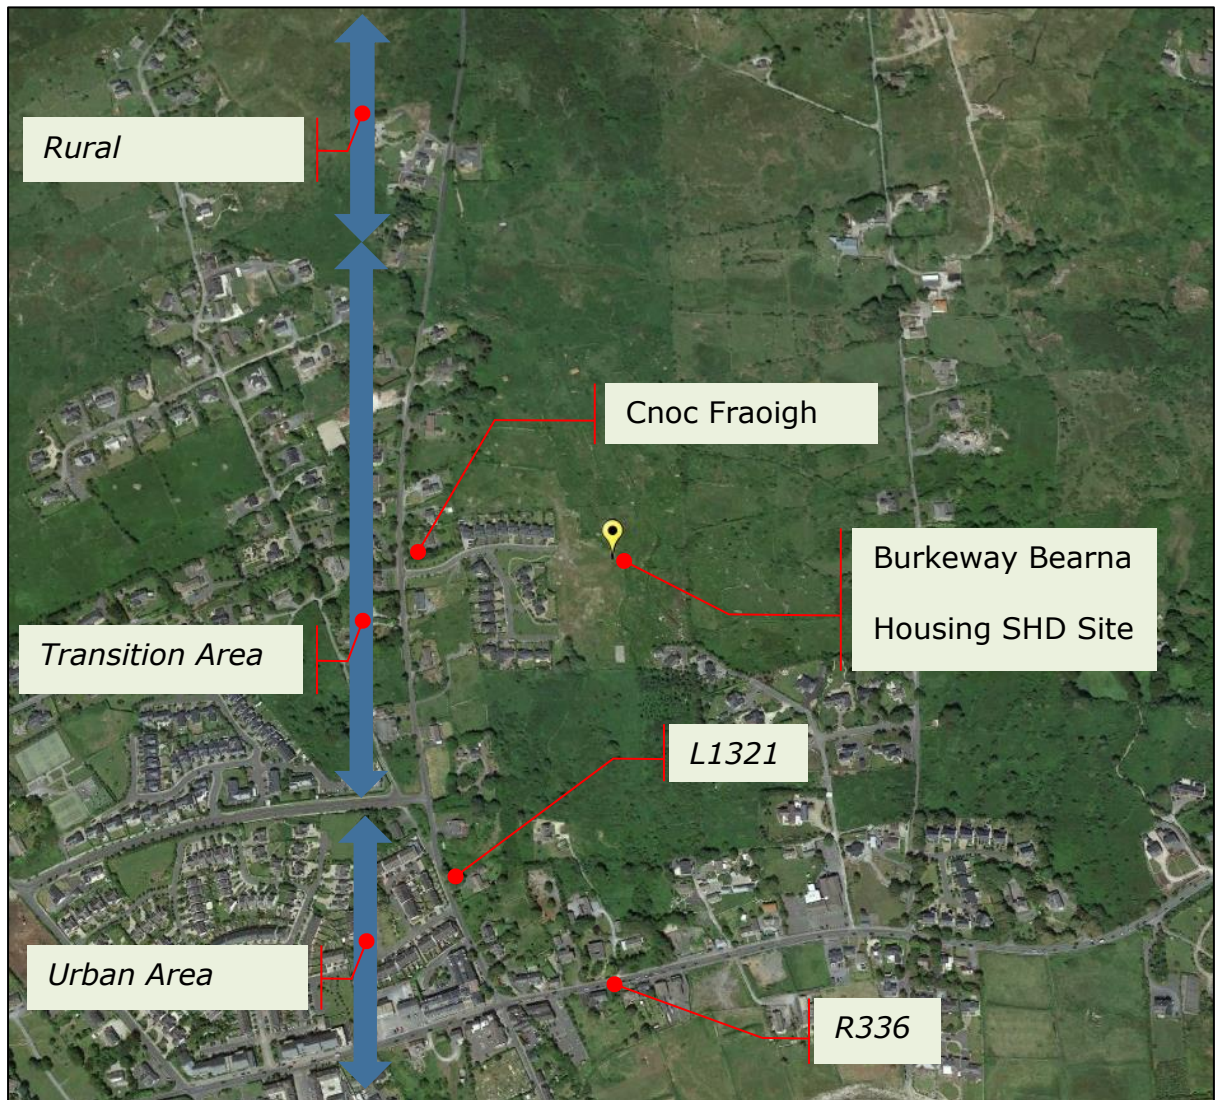 Rural
Cnoc Fraoigh
Burkeway Bearna
Housing SHD Site
Transition Area
L1321
Urban Area
R336